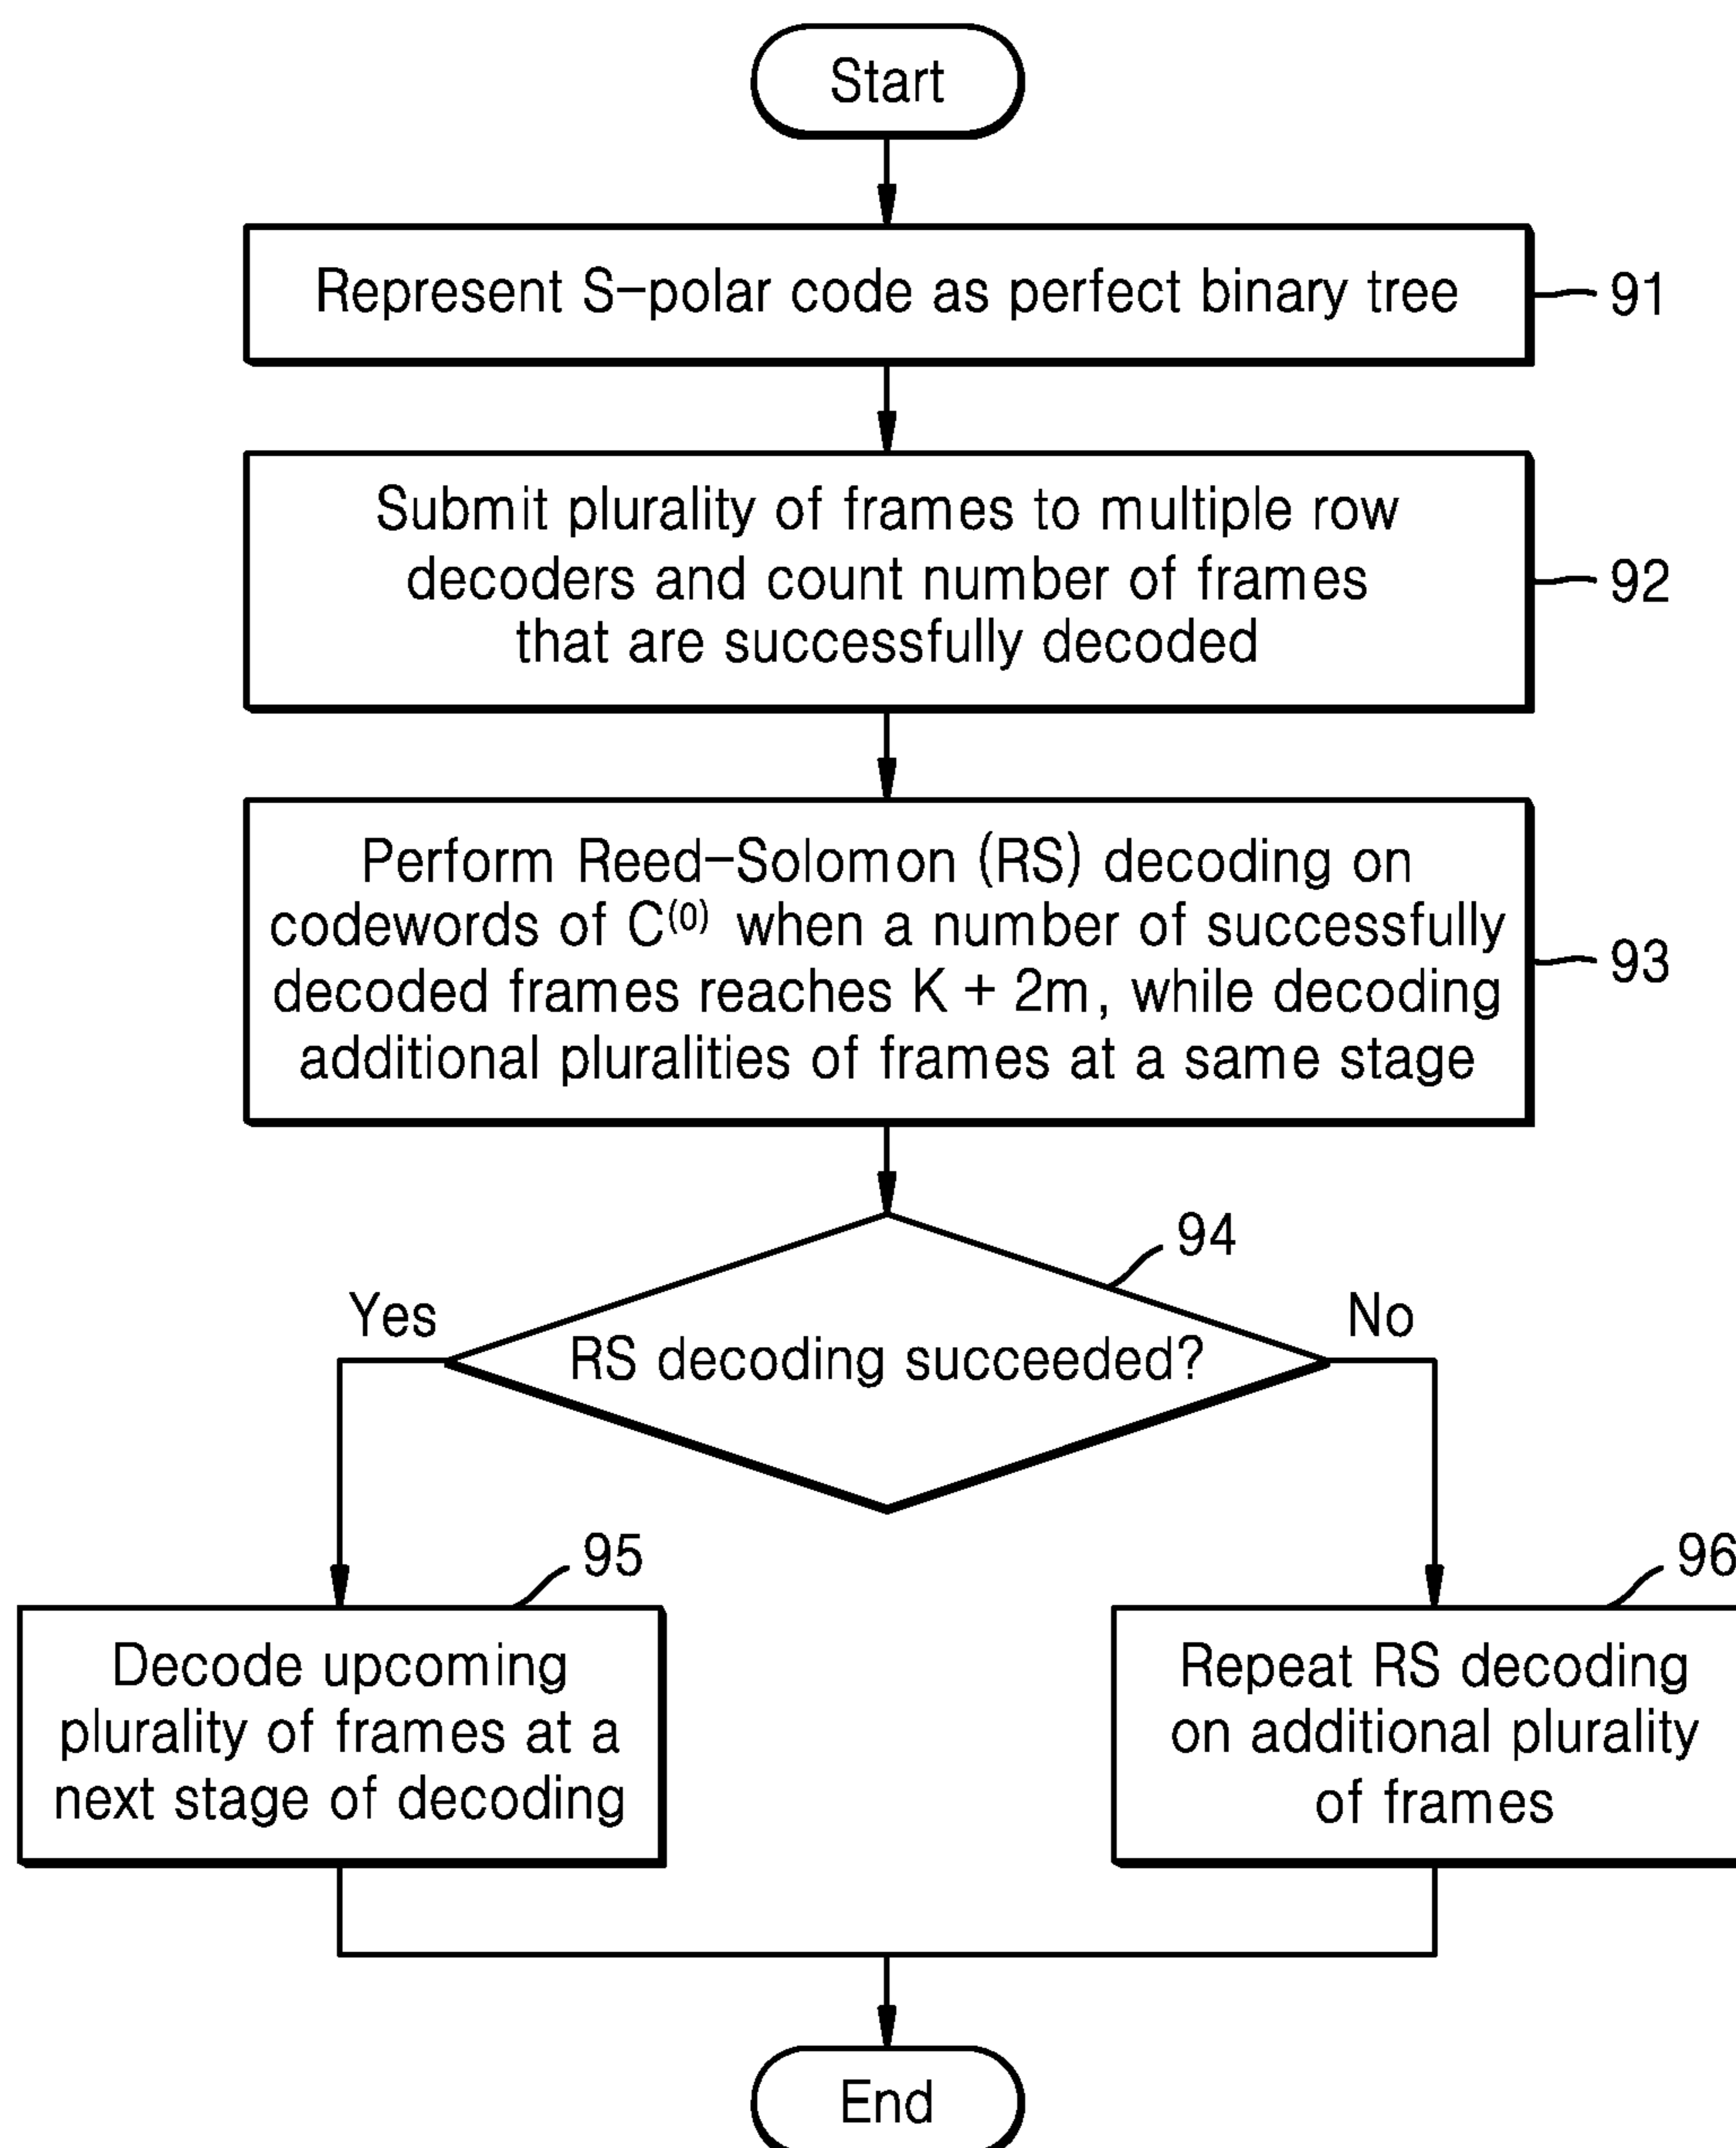 Start
Represent S-polar code as perfect binary tree
91
Submit plurality of frames to multiple row
decoders and count number of frames
that are successfully decoded
92
Perform Reed-Solomon (RS) decoding on
codewords of C⁽⁰⁾ when a number of successfully
decoded frames reaches K + 2m, while decoding
additional pluralities of frames at a same stage
93
94
Yes
No
RS decoding succeeded?
95
96
Decode upcoming
plurality of frames at a
next stage of decoding
Repeat RS decoding
on additional plurality
of frames
End